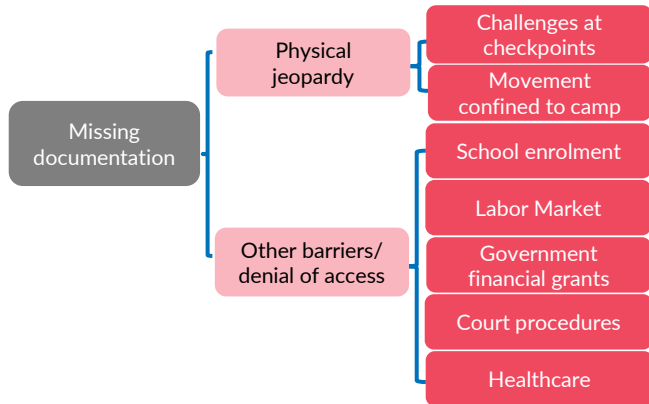 Missing
documentation
Physical
jeopardy
Challenges at
checkpoints
Movement
confined to camp
Other barriers/
denial of access
School enrolment
Labor Market
Government
financial grants
Court procedures
Healthcare